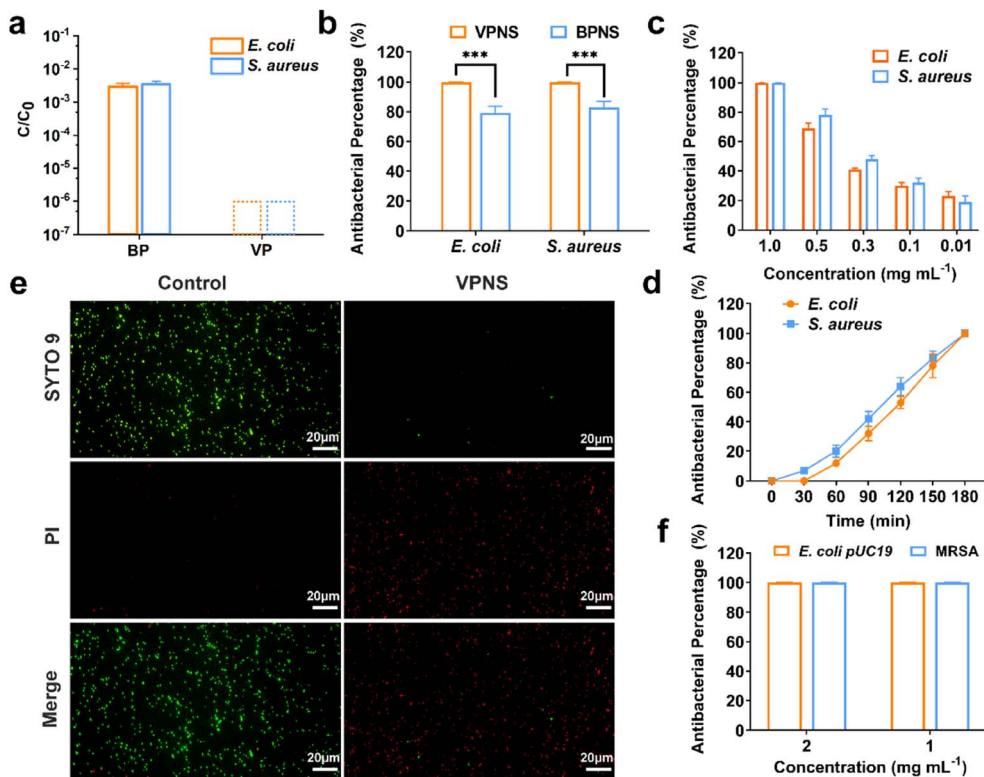 a
E. coli
S. aureus
C/C0
10-1
10-2
10-3
10-4
10-5
10-6
10-7
BP
VP
b
VPNS
BPNS
Antibacterial Percentage (%)
120
100
80
60
40
20
0
***
***
E. coli
S. aureus
c
E. coli
S. aureus
Antibacterial Percentage (%)
120
100
80
60
40
20
0
1.0
0.5
0.3
0.1
0.01
Concentration (mg mL-1)
e
Control
VPNS
SYTO 9
20μm
20μm
PI
20μm
20μm
Merge
20μm
20μm
d
E. coli
S. aureus
Antibacterial Percentage (%)
120
100
80
60
40
20
0
0
30
60
90
120
150
180
Time (min)
f
E. coli pUC19
MRSA
Antibacterial Percentage (%)
120
100
80
60
40
20
0
2
1
Concentration (mg mL-1)